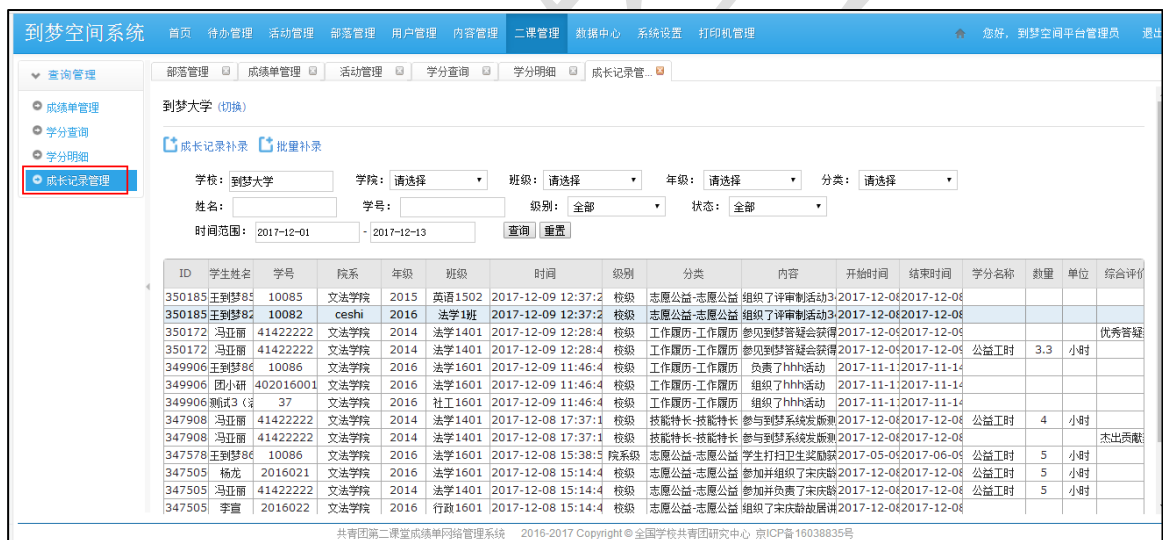 到梦空间系统 首页 待办管理 活动管理 部落管理 用户管理 内容管理 二课管理 数据中心 系统设置 打印机管 您好，到梦空间平台管理员 退出
查询管理 部落管理 成绩单管理 活动管理 学分查询 学分明细 成长记录管...
成绩单管理
学分查询
学分明细
成长记录管理
到梦大学 (切换)
成长记录补录 批量补录
学校: 到梦大学 学院: 请选择 班级: 请选择 年级: 请选择 分类: 请选择
姓名: 学号: 级别: 全部 状态: 全部
时间范围: 2017-12-01 - 2017-12-13 查询 重置
ID 学生姓名 学号 院系 年级 班级 时间 级别 分类 内容 开始时间 结束时间 学分名称 数量 单位 综合评价
350185 王到梦85 10085 文法学院 2015 英语1502 2017-12-09 12:37:2 校级 志愿公益-志愿公益 组织了评审制活动3 2017-12-08 2017-12-08
350185 王到梦82 10082 ceshi 2016 法学1班 2017-12-09 12:37:2 校级 志愿公益-志愿公益 组织了评审制活动3 2017-12-08 2017-12-08
350172 冯亚丽 41422222 文法学院 2014 法学1401 2017-12-09 12:28:4 校级 工作履历-工作履历 参见到梦答疑会获得 2017-12-09 2017-12-09 优秀答疑
350172 冯亚丽 41422222 文法学院 2014 法学1401 2017-12-09 12:28:4 校级 工作履历-工作履历 参见到梦答疑会获得 2017-12-09 2017-12-09 公益工时 3.3 小时
349906 王到梦86 10086 文法学院 2016 法学1601 2017-12-09 11:46:4 校级 工作履历-工作履历 负责了hhh活动 2017-11-1 2017-11-14
349906 团小研 402016001 文法学院 2016 法学1601 2017-12-09 11:46:4 校级 工作履历-工作履历 组织了hhh活动 2017-11-1 2017-11-14
349906 测试3（ 37 文法学院 2016 社工1601 2017-12-09 11:46:4 校级 工作履历-工作履历 组织了hhh活动 2017-11-1 2017-11-14
347908 冯亚丽 41422222 文法学院 2014 法学1401 2017-12-08 17:37:1 校级 技能特长-技能特长 参与到梦系统发版测 2017-12-08 2017-12-08 公益工时 4 小时
347908 冯亚丽 41422222 文法学院 2014 法学1401 2017-12-08 17:37:1 校级 技能特长-技能特长 参与到梦系统发版测 2017-12-08 2017-12-08 杰出贡献
347578 王到梦86 10086 文法学院 2016 法学1601 2017-12-08 15:38:5 院系级 志愿公益-志愿公益 学生打扫卫生奖励获 2017-05-09 2017-06-09 公益工时 5 小时
347505 杨龙 2016021 文法学院 2016 法学1601 2017-12-08 15:14:4 校级 志愿公益-志愿公益 参加并组织了宋庆龄 2017-12-08 2017-12-08 公益工时 5 小时
347505 冯亚丽 41422222 文法学院 2014 法学1401 2017-12-08 15:14:4 校级 志愿公益-志愿公益 参加并负责了宋庆龄 2017-12-08 2017-12-08 公益工时 5 小时
347505 李宣 2016022 文法学院 2016 行政1601 2017-12-08 15:14:4 校级 志愿公益-志愿公益 组织了宋庆龄故居讲 2017-12-08 2017-12-08
共青团第二课堂成绩单网络管理系统 2016-2017 Copyright © 全国学校共青团研究中心 京ICP备16038835号